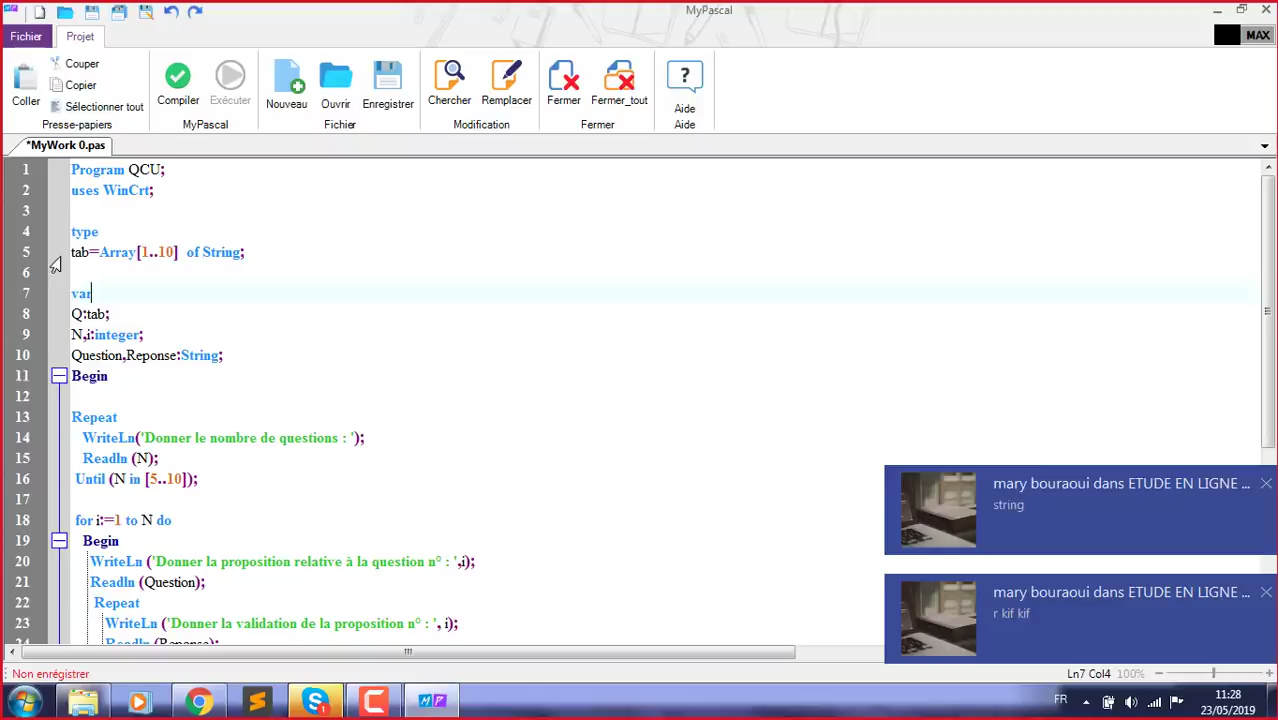 MyPascal
Fichier Projet
MAX
Coller
Couper
Copier
Sélectionner tout
Presse-papiers
Compiler Exécuter
MyPascal
Nouveau Ouvrir Enregistrer
Fichier
Chercher Remplacer
Modification
Fermer Fermer_tout
Fermer
?
Aide
Aide
*MyWork 0.pas
1 Program QCU;
2 uses WinCrt;
3
4 type
5 tab=Array[1..10] of String;
6
7 var
8 Q:tab;
9 N,i:integer;
10 Question,Reponse:String;
11 Begin
12
13 Repeat
14 WriteLn('Donner le nombre de questions : ');
15 Readln (N);
16 Until (N in [5..10]);
17
18 for i:=1 to N do
19 Begin
20 WriteLn ('Donner la proposition relative à la question n° : ',i);
21 Readln (Question);
22 Repeat
23 WriteLn ('Donner la validation de la proposition n° : ', i);
24 Readln (Reponse);
mary bouraoui dans ETUDE EN LIGNE ...
string
mary bouraoui dans ETUDE EN LIGNE ...
r kif kif
Non enregistrer
Ln7 Col4 100%
1
MP
FR
11:28
23/05/2019